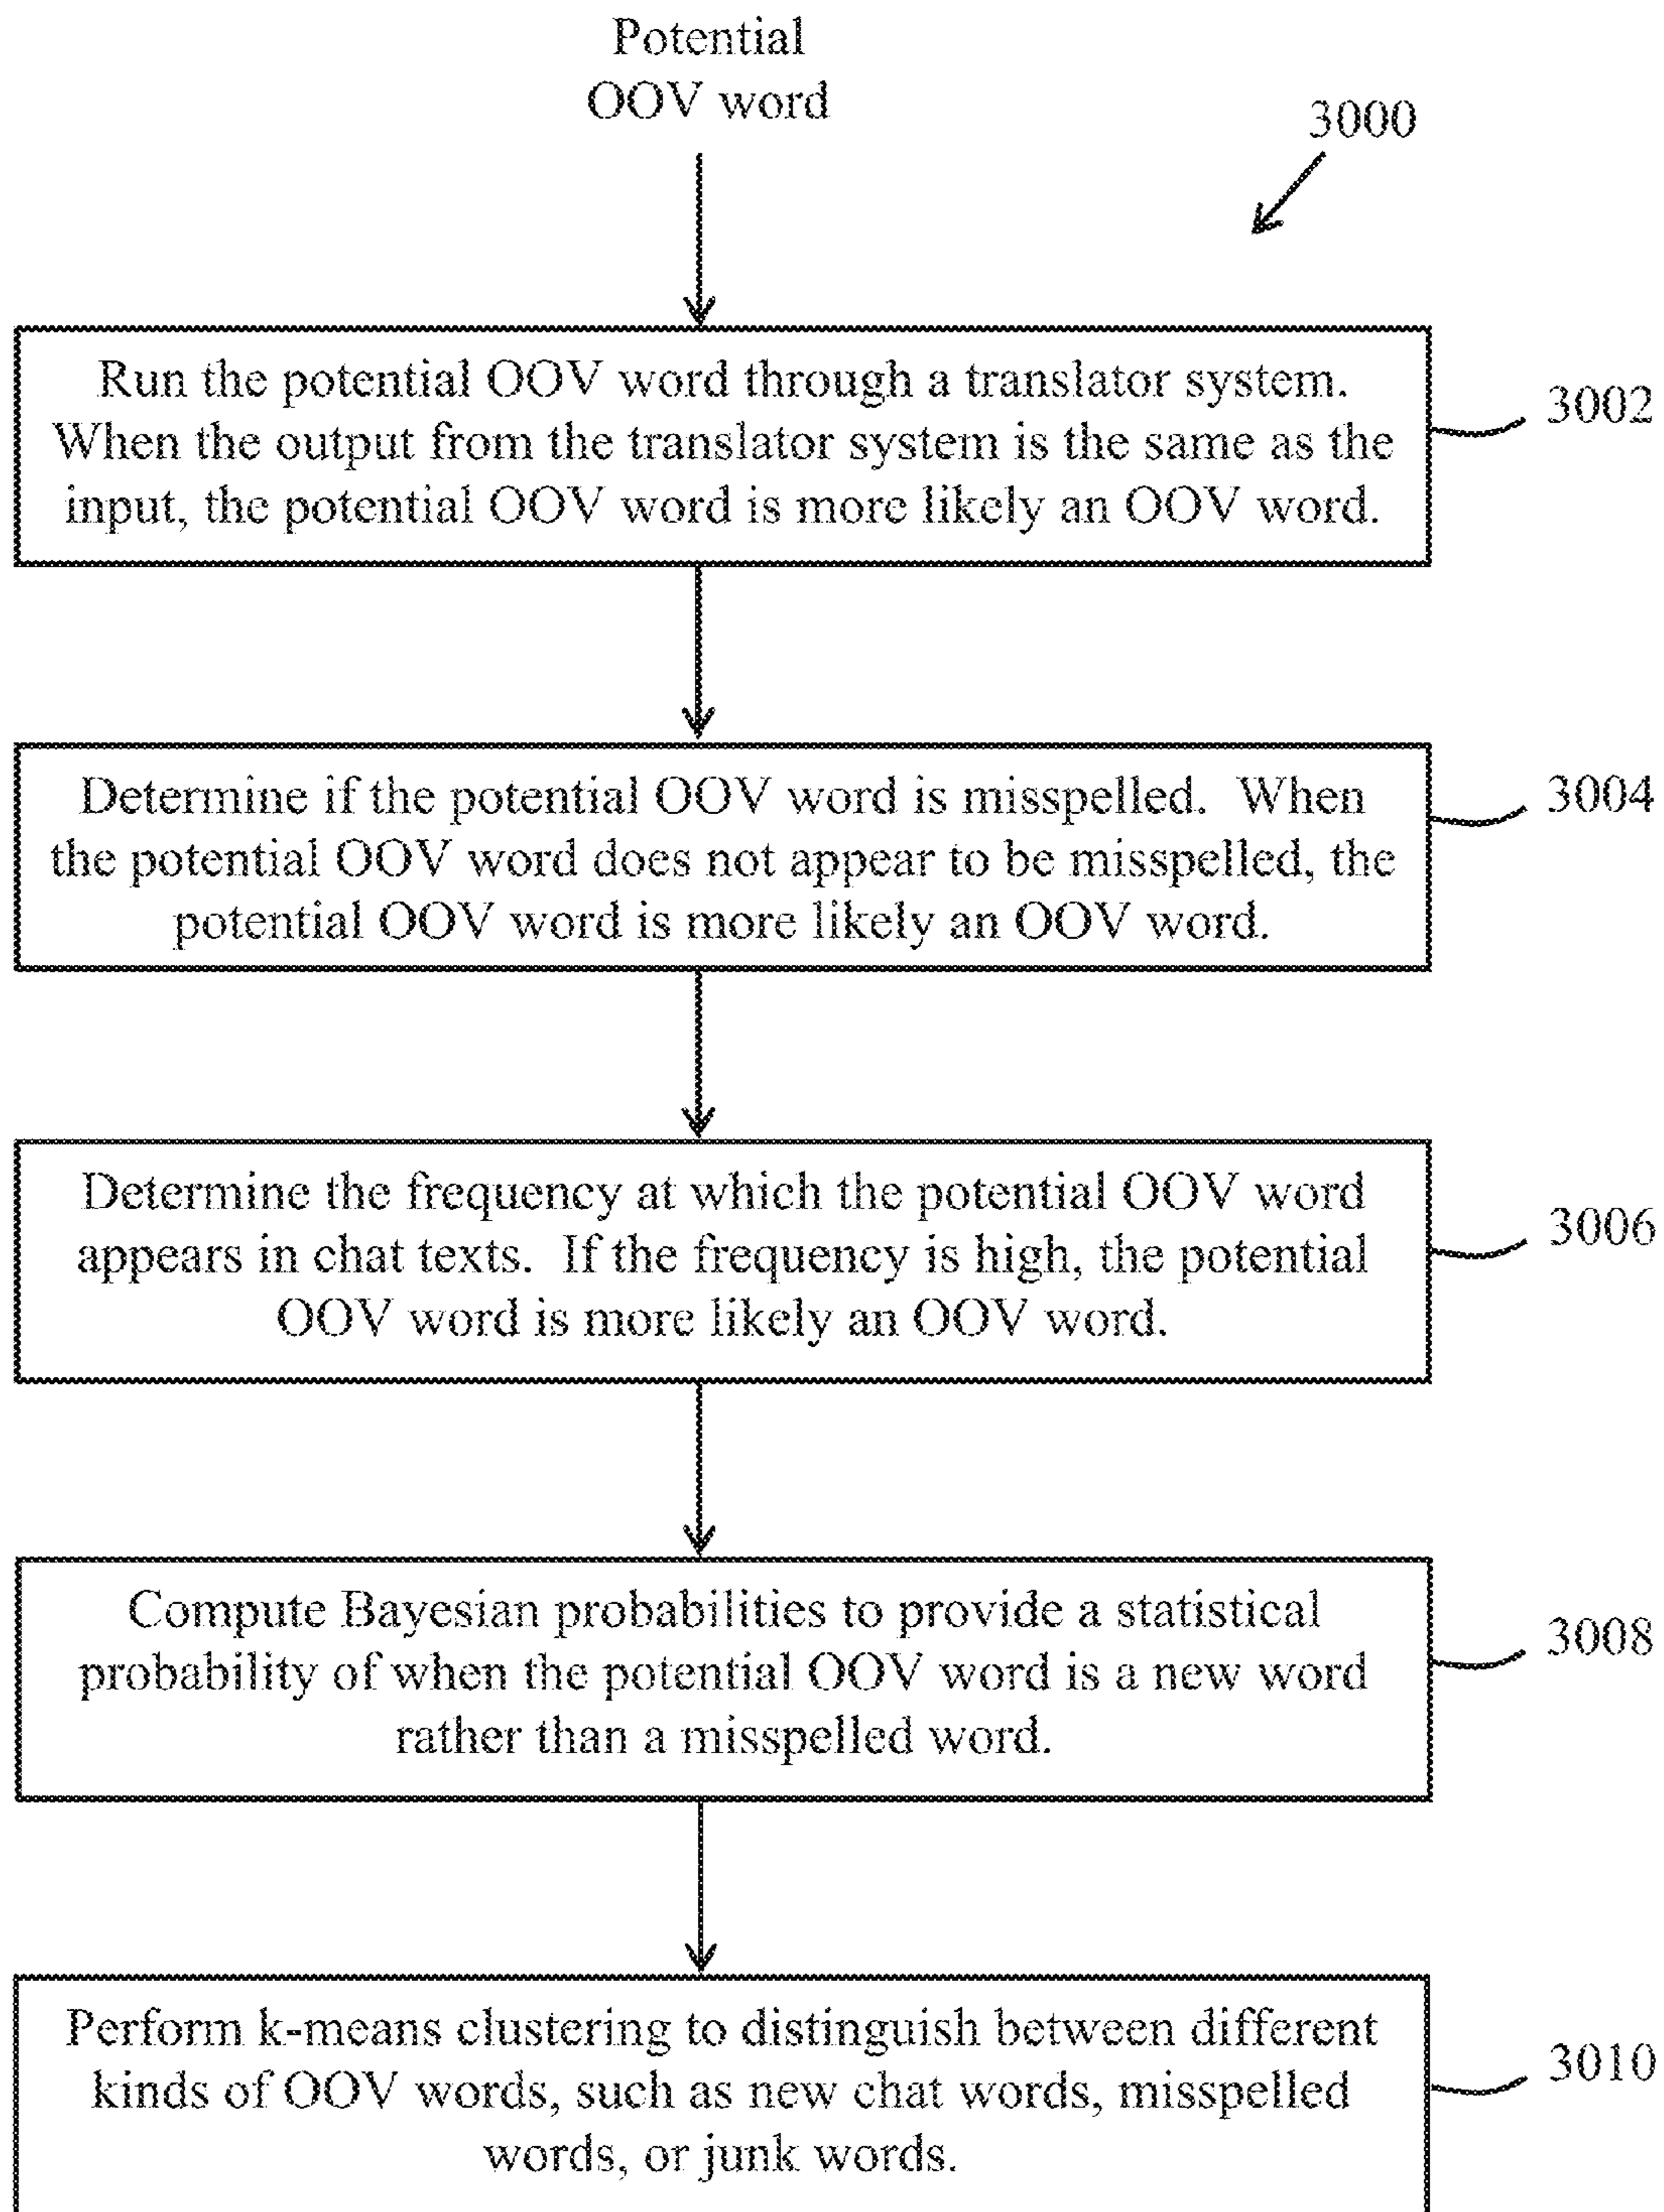 Potential
OOV word
3000
Run the potential OOV word through a translator system.
When the output from the translator system is the same as the
input, the potential OOV word is more likely an OOV word.
3002
Determine if the potential OOV word is misspelled.  When
the potential OOV word does not appear to be misspelled, the
potential OOV word is more likely an OOV word.
3004
Determine the frequency at which the potential OOV word
appears in chat texts.  If the frequency is high, the potential
OOV word is more likely an OOV word.
3006
Compute Bayesian probabilities to provide a statistical
probability of when the potential OOV word is a new word
rather than a misspelled word.
3008
Perform k-means clustering to distinguish between different
kinds of OOV words, such as new chat words, misspelled
words, or junk words.
3010